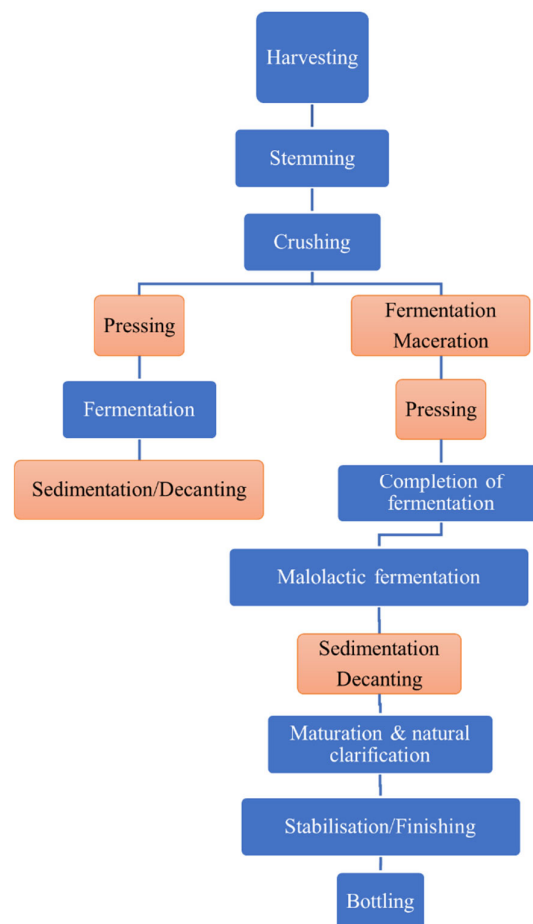 Harvesting
Stemming
Crushing
Pressing
Fermentation
Sedimentation/Decanting
Fermentation
Maceration
Pressing
Completion of
fermentation
Malolactic fermentation
Sedimentation
Decanting
Maturation & natural
clarification
Stabilisation/Finishing
Bottling